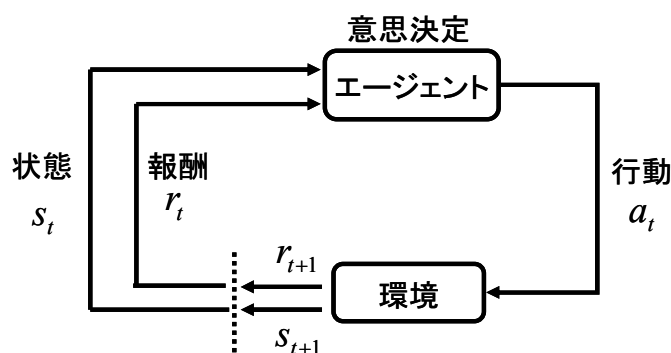 意思決定
エージェント
状態
s_t
報酬
r_t
行動
a_t
r_{t+1}
環境
s_{t+1}